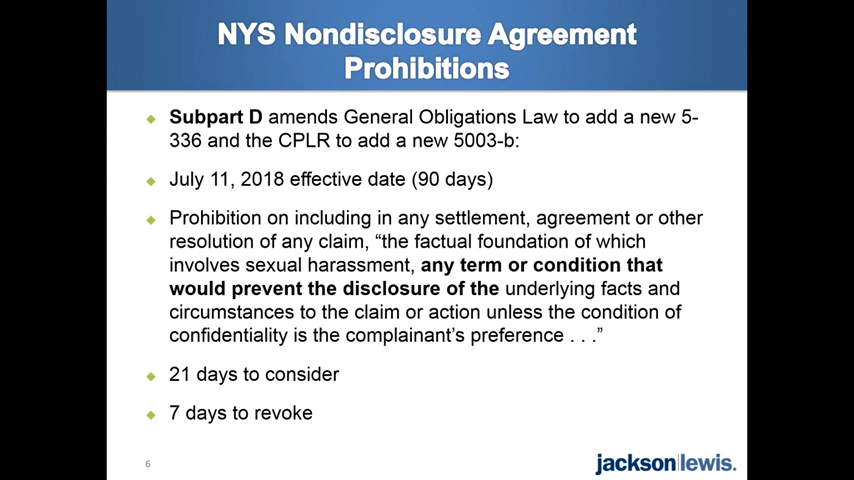 NYS Nondisclosure Agreement
Prohibitions
Subpart D amends General Obligations Law to add a new 5-
336 and the CPLR to add a new 5003-b:
July 11, 2018 effective date (90 days)
Prohibition on including in any settlement, agreement or other
resolution of any claim, “the factual foundation of which
involves sexual harassment, any term or condition that
would prevent the disclosure of the underlying facts and
circumstances to the claim or action unless the condition of
confidentiality is the complainant’s preference . . .”
21 days to consider
7 days to revoke
6
jackson|lewis.